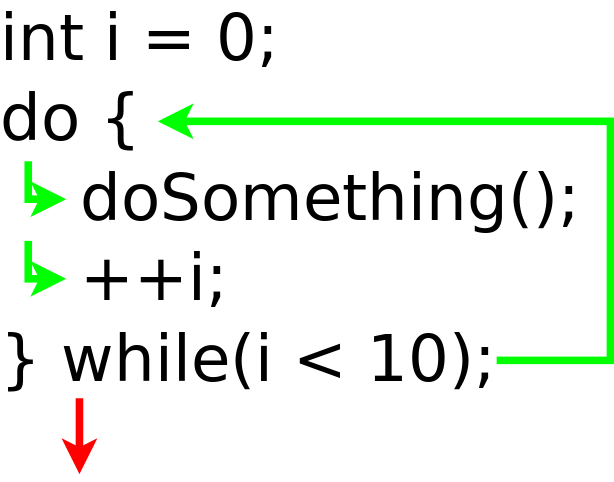 int i = 0;
do {
doSomething();
++i;
} while(i < 10);